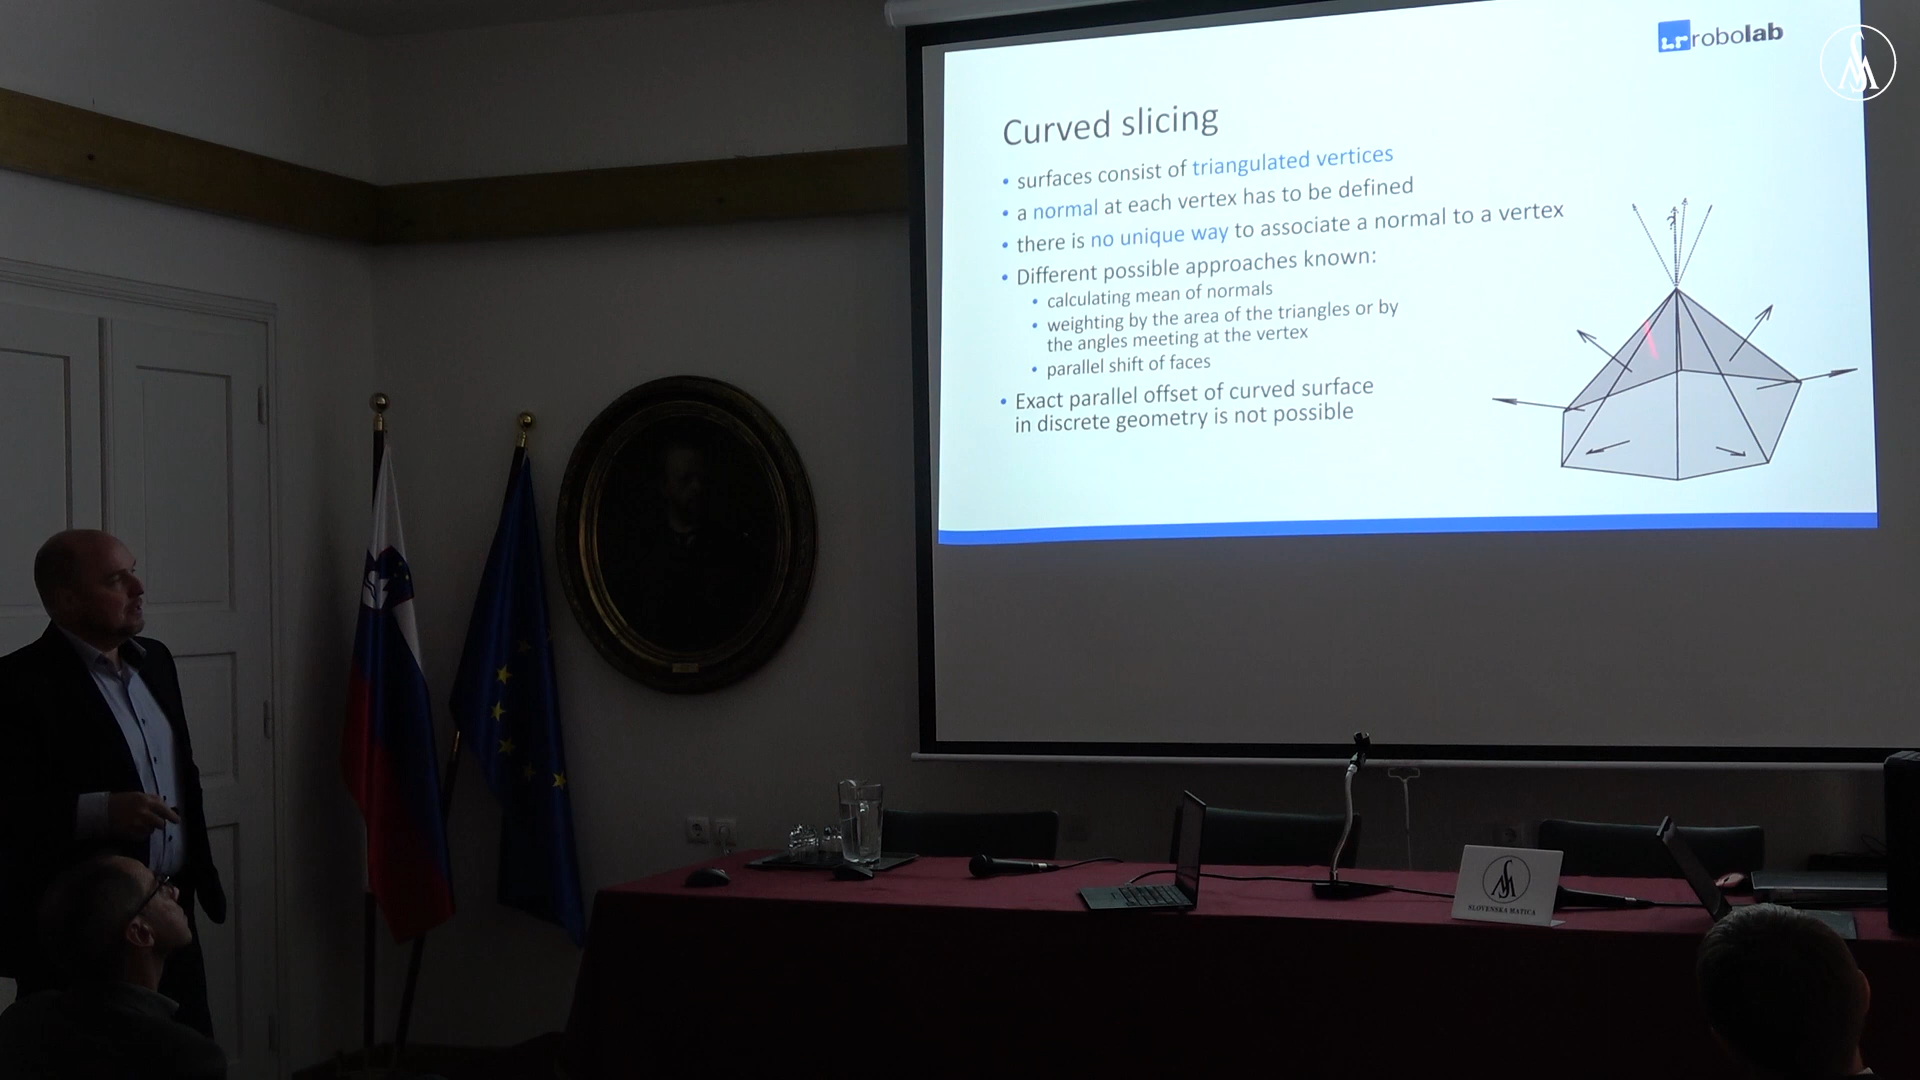 robolab
SM
Curved slicing
• surfaces consist of triangulated vertices
• a normal at each vertex has to be defined
• there is no unique way to associate a normal to a vertex
• Different possible approaches known:
• calculating mean of normals
• weighting by the area of the triangles or by
the angles meeting at the vertex
• parallel shift of faces
• Exact parallel offset of curved surface
in discrete geometry is not possible
?
SM
SLOVENSKA MATICA